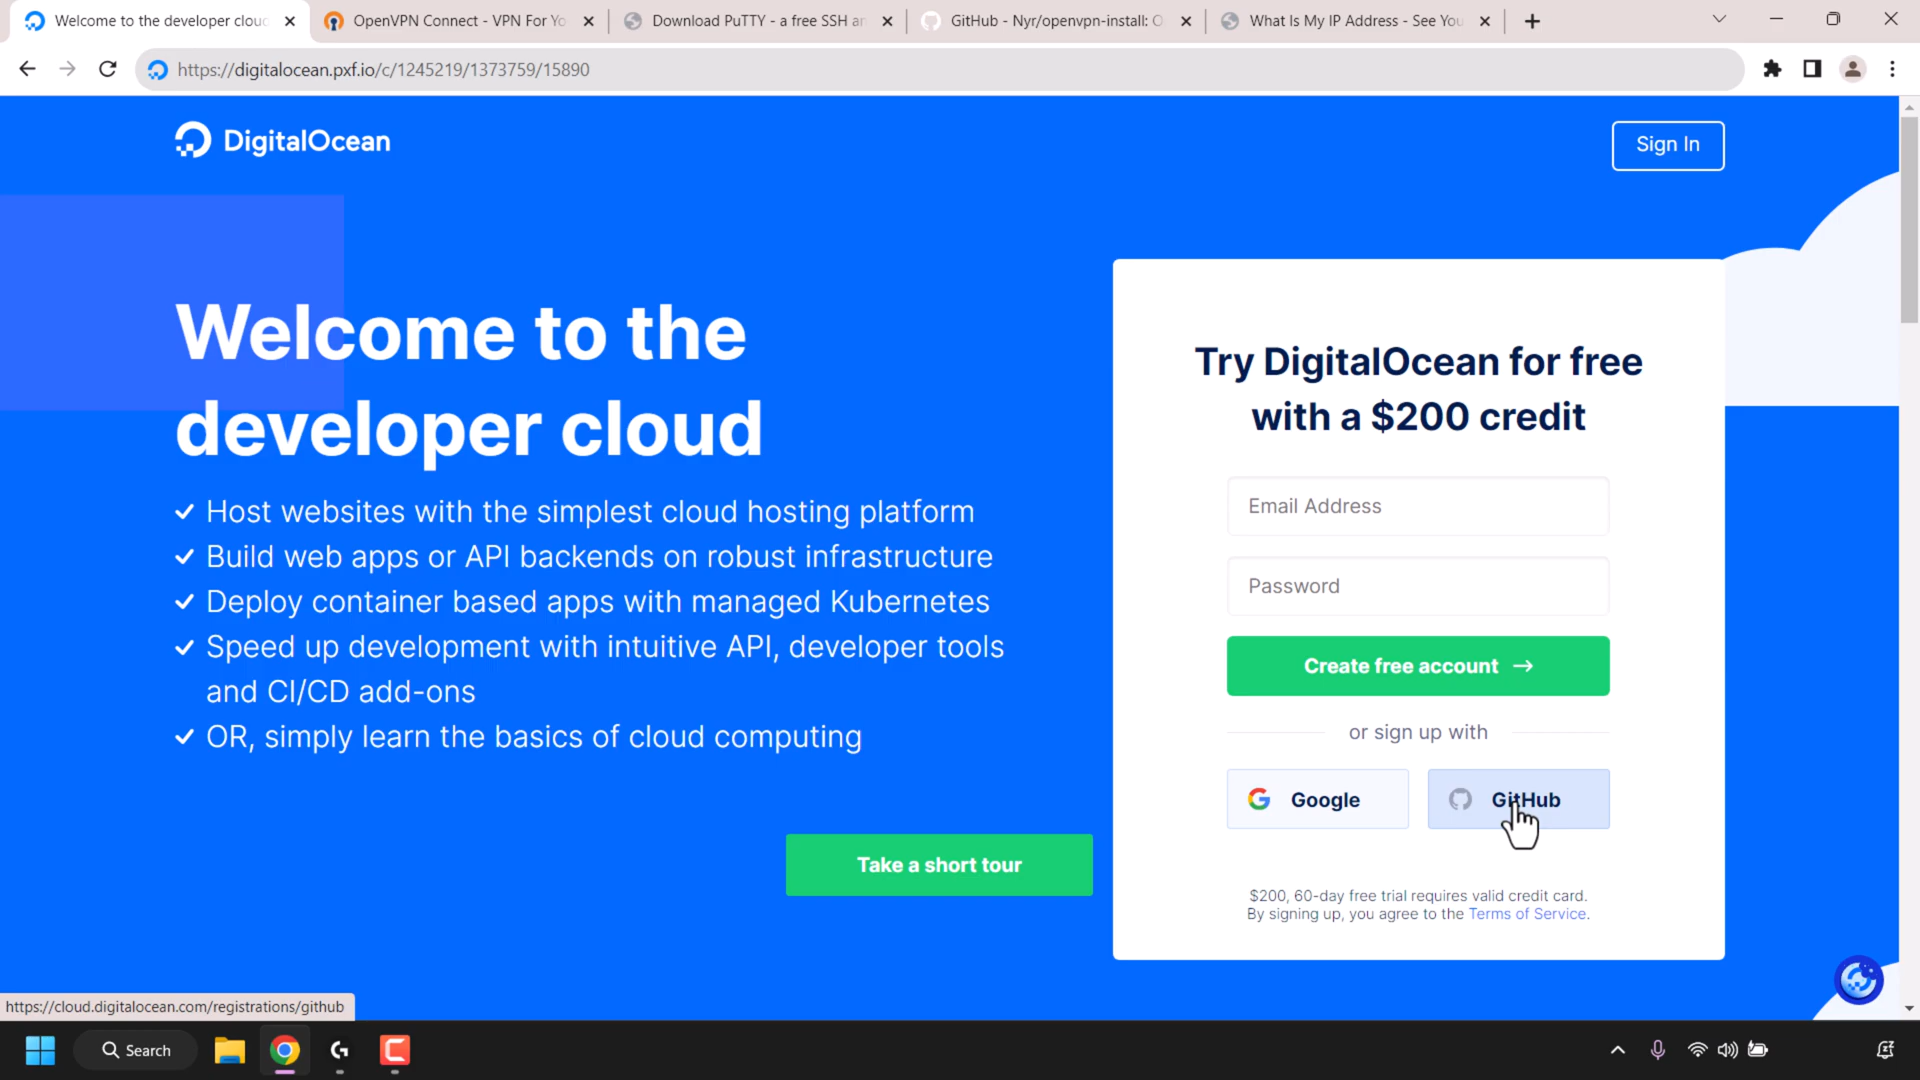 Welcome to the developer clou
OpenVPN Connect - VPN For Yo
Download PuTTY - a free SSH an
GitHub - Nyr/openvpn-install: O
What Is My IP Address - See You
https://digitalocean.pxf.io/c/1245219/1373759/15890
DigitalOcean
Sign In
Welcome to the
developer cloud
Host websites with the simplest cloud hosting platform
Build web apps or API backends on robust infrastructure
Deploy container based apps with managed Kubernetes
Speed up development with intuitive API, developer tools
and CI/CD add-ons
OR, simply learn the basics of cloud computing
Take a short tour
Try DigitalOcean for free
with a $200 credit
Email Address
Password
Create free account →
or sign up with
Google
GitHub
$200, 60-day free trial requires valid credit card.
By signing up, you agree to the Terms of Service.
https://cloud.digitalocean.com/registrations/github
Search